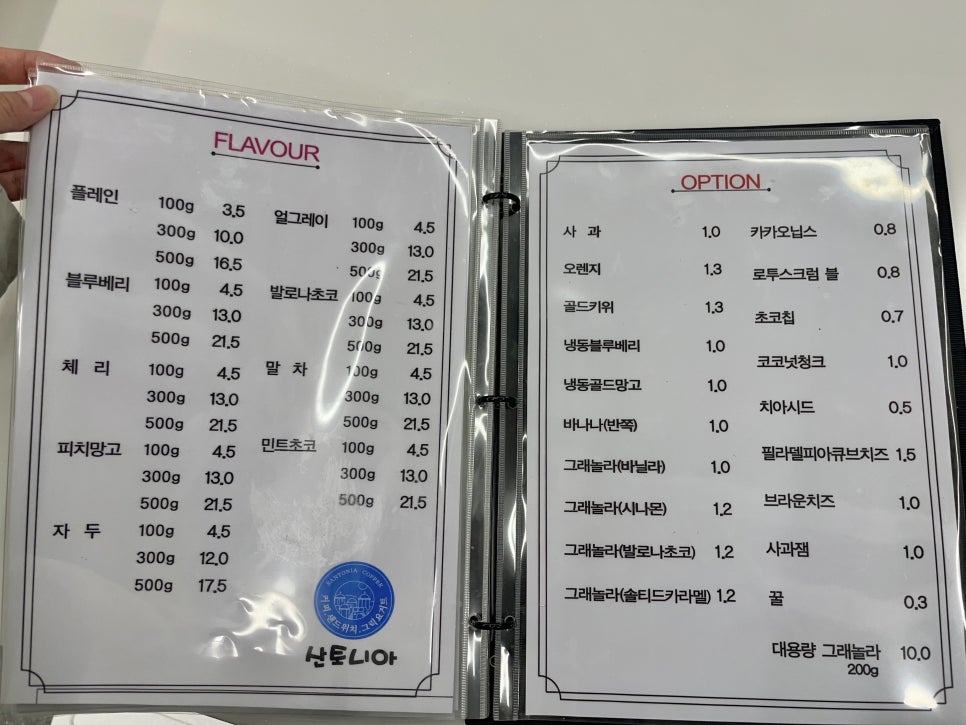 FLAVOUR
플레인 100g 3.5
300g 10.0
500g 16.5
블루베리 100g 4.5
300g 13.0
500g 21.5
체 리 100g 4.5
300g 13.0
500g 21.5
피치망고 100g 4.5
300g 13.0
500g 21.5
자 두 100g 4.5
300g 12.0
500g 17.5
얼그레이 100g 4.5
300g 13.0
500g 21.5
발로나초코 100g 4.5
300g 13.0
500g 21.5
말 차 100g 4.5
300g 13.0
500g 21.5
민트초코 100g 4.5
300g 13.0
500g 21.5
SANTONIA COFFEE
커피.샌드위치.그릭요거트
산토니아
OPTION
사 과 1.0
오렌지 1.3
골드키위 1.3
냉동블루베리 1.0
냉동골드망고 1.0
바나나(반쪽) 1.0
그래놀라(바닐라) 1.0
그래놀라(시나몬) 1.2
그래놀라(발로나초코) 1.2
그래놀라(솔티드카라멜) 1.2
카카오닙스 0.8
로투스크럼 블 0.8
초코칩 0.7
코코넛청크 1.0
치아시드 0.5
필라델피아큐브치즈 1.5
브라운치즈 1.0
사과잼 1.0
꿀 0.3
대용량 그래놀라 10.0
200g